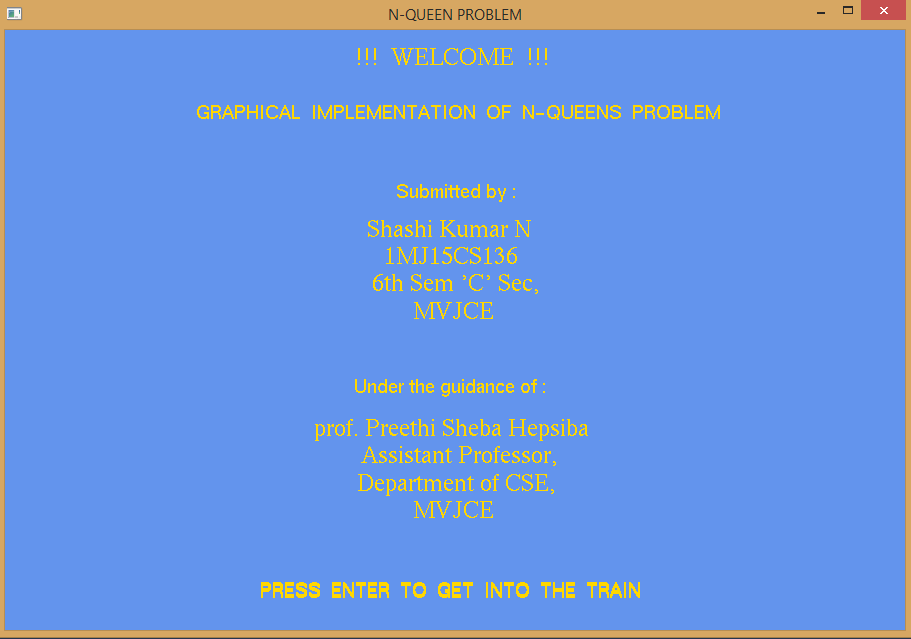 N-QUEEN PROBLEM
!!! WELCOME !!!
GRAPHICAL IMPLEMENTATION OF N-QUEENS PROBLEM
Submitted by :
Shashi Kumar N
1MJ15CS136
6th Sem 'C' Sec,
MVJCE
Under the guidance of :
prof. Preethi Sheba Hepsiba
Assistant Professor,
Department of CSE,
MVJCE
PRESS ENTER TO GET INTO THE TRAIN